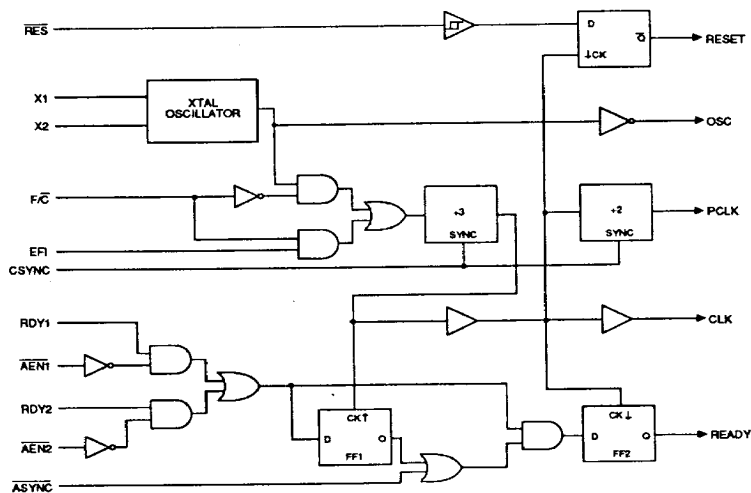 RES
D
Q
↓CK
RESET
X1
X2
XTAL
OSCILLATOR
OSC
F/C
EFI
CSYNC
÷3
SYNC
÷2
SYNC
PCLK
CLK
RDY1
AEN1
RDY2
AEN2
ASYNC
CK↑
D
O
FF1
CK↓
D
O
FF2
READY